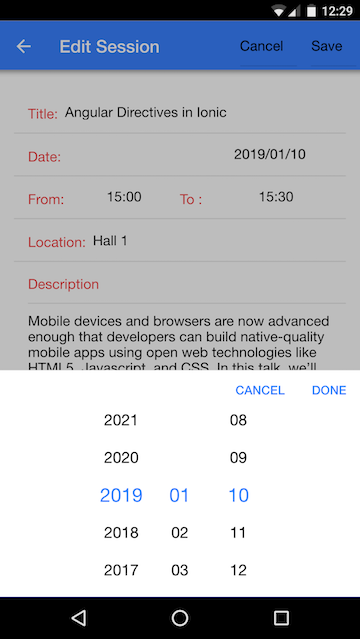 12:29
Edit Session Cancel Save
Title: Angular Directives in Ionic
Date: 2019/01/10
From: 15:00 To : 15:30
Location: Hall 1
Description
Mobile devices and browsers are now advanced
enough that developers can build native-quality
mobile apps using open web technologies like
HTML5, Javascript, and CSS. In this talk, we'll
CANCEL DONE
2021 08
2020 09
2019 01 10
2018 02 11
2017 03 12